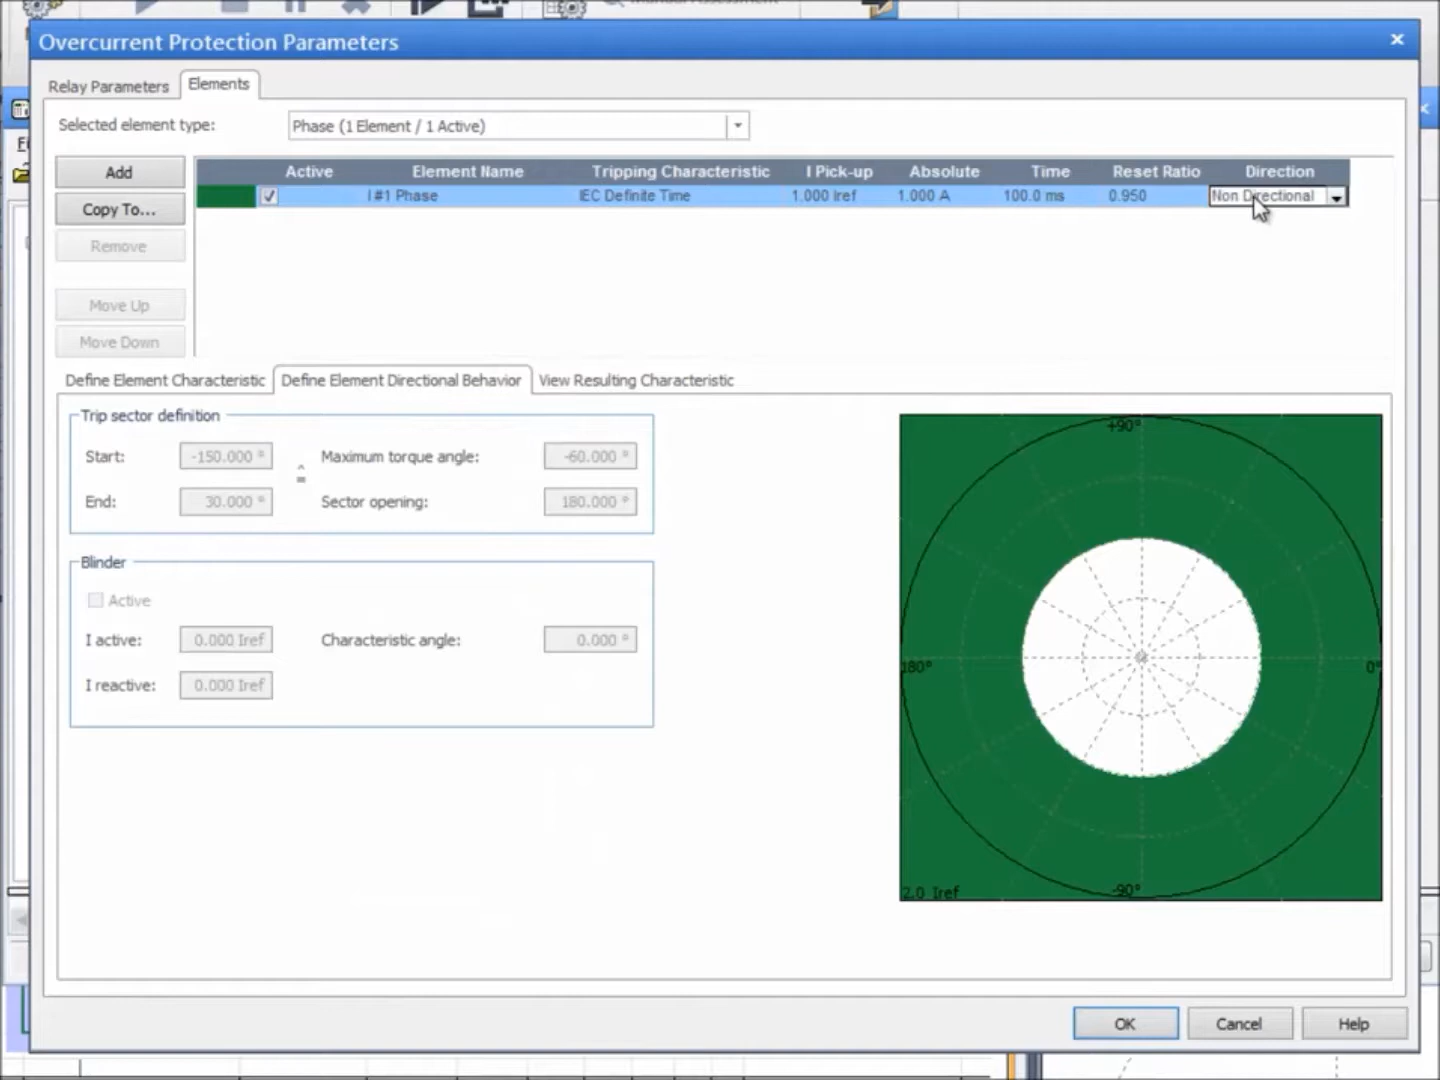 Manual Assessment
Overcurrent Protection Parameters
Relay Parameters
Elements
Selected element type:
Phase (1 Element / 1 Active)
Add
Copy To...
Remove
Move Up
Move Down
Active Element Name Tripping Characteristic I Pick-up Absolute Time Reset Ratio Direction
I #1 Phase IEC Definite Time 1.000 Iref 1.000 A 100.0 ms 0.950 Non Directional
Define Element Characteristic
Define Element Directional Behavior
View Resulting Characteristic
Trip sector definition
Start: -150.000 ° Maximum torque angle: -60.000 °
End: 30.000 ° Sector opening: 180.000 °
Blinder
Active
I active: 0.000 Iref Characteristic angle: 0.000 °
I reactive: 0.000 Iref
+90°
180°
0°
-90°
2.0 Iref
OK
Cancel
Help